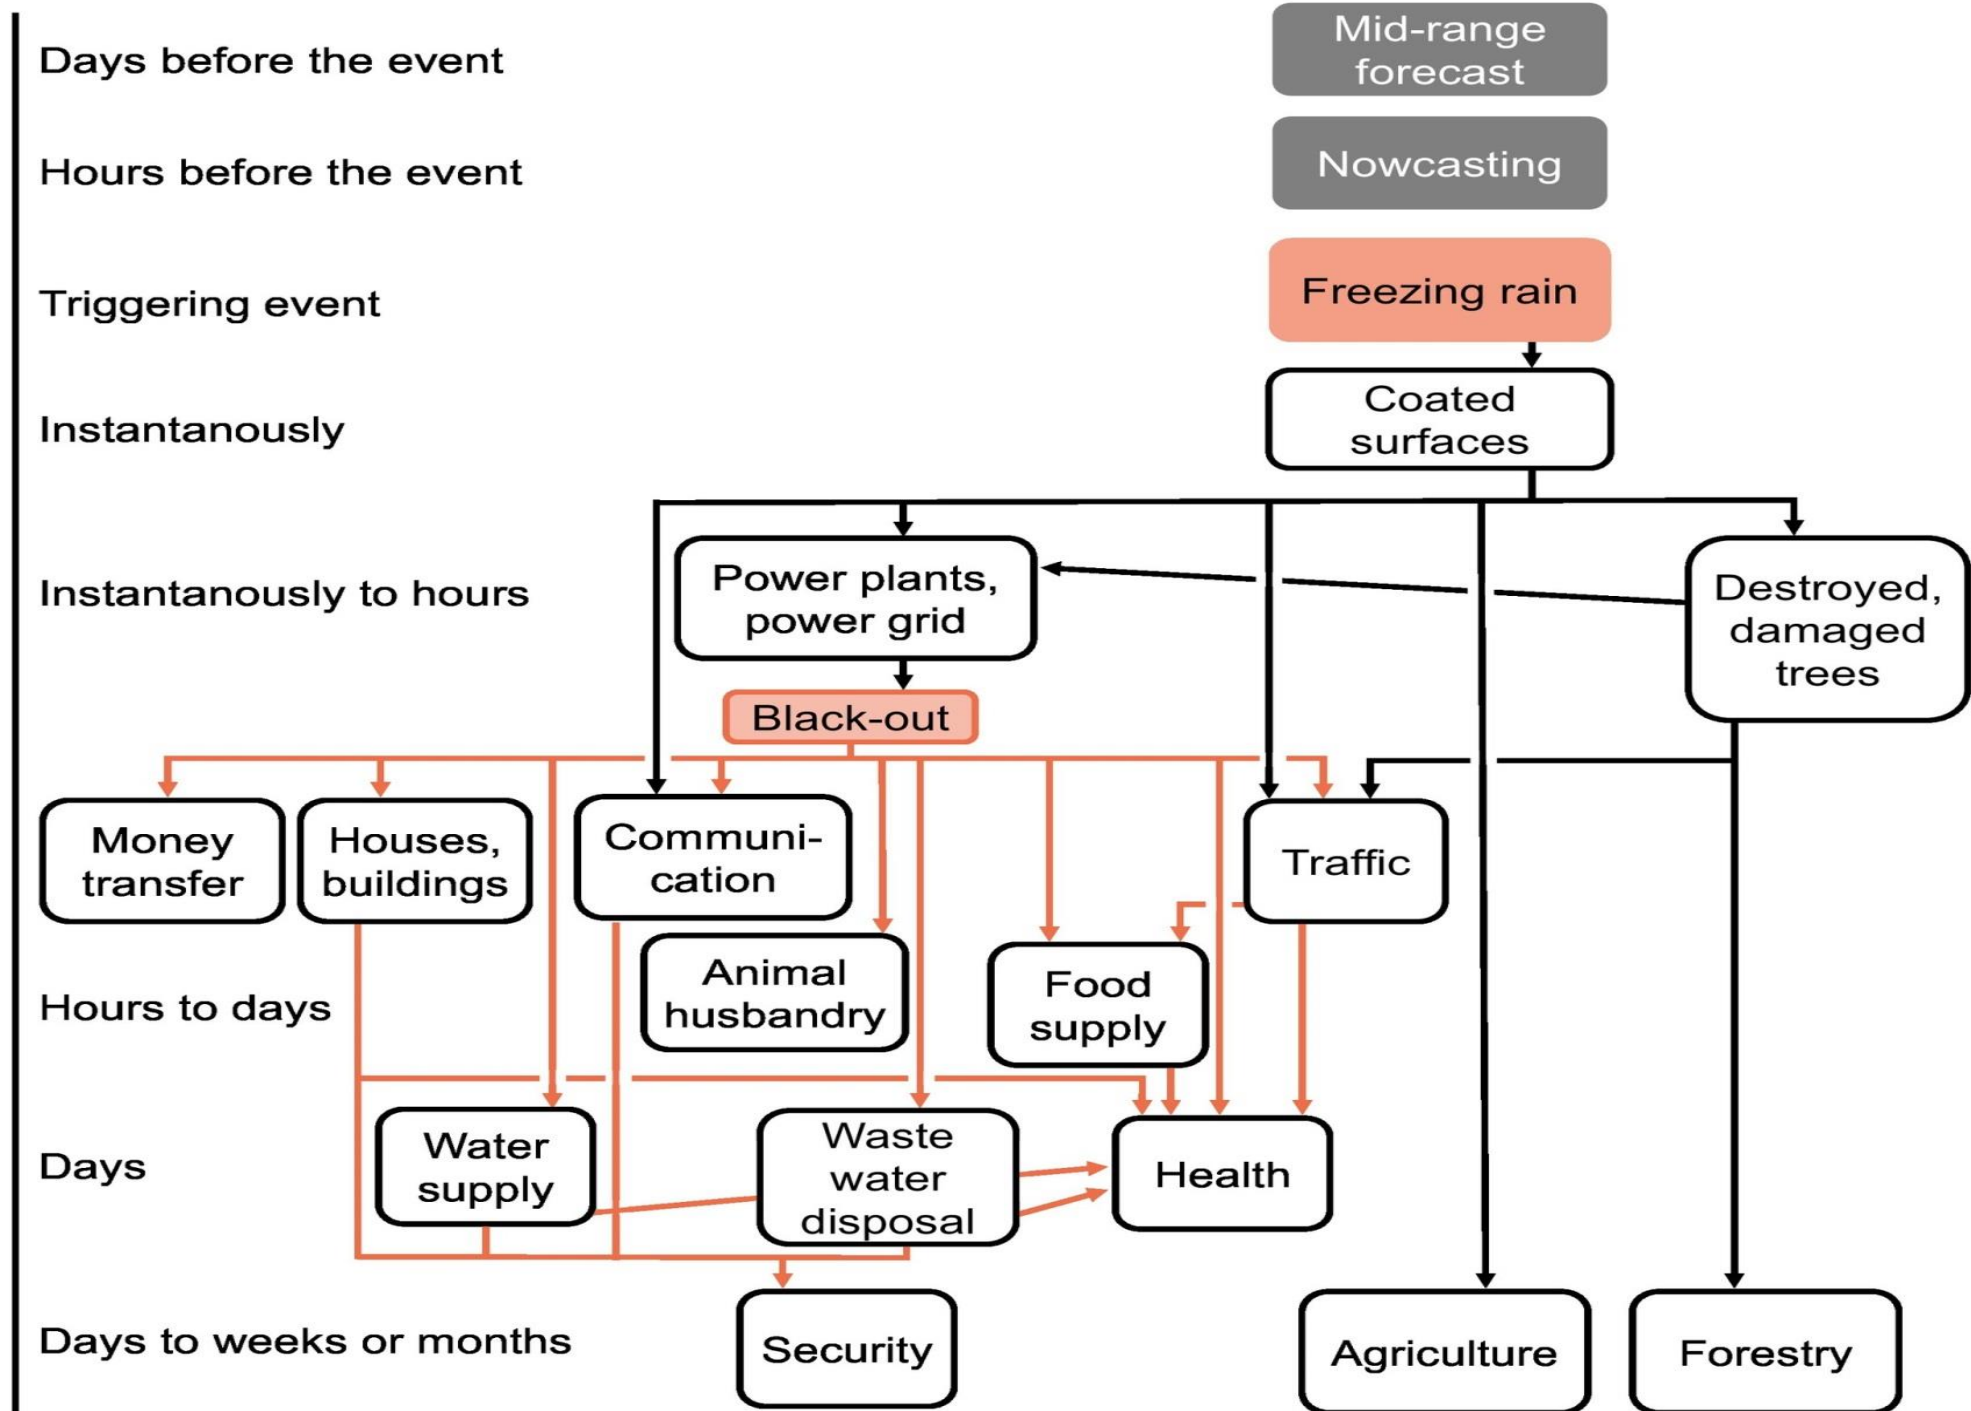 Days before the event
Mid-range
forecast
Hours before the event
Nowcasting
Triggering event
Freezing rain
Instantanously
Coated
surfaces
Instantanously to hours
Power plants,
power grid
Destroyed,
damaged
trees
Black-out
Money
transfer
Houses,
buildings
Communi-
cation
Traffic
Hours to days
Animal
husbandry
Food
supply
Days
Water
supply
Waste
water
disposal
Health
Days to weeks or months
Security
Agriculture
Forestry